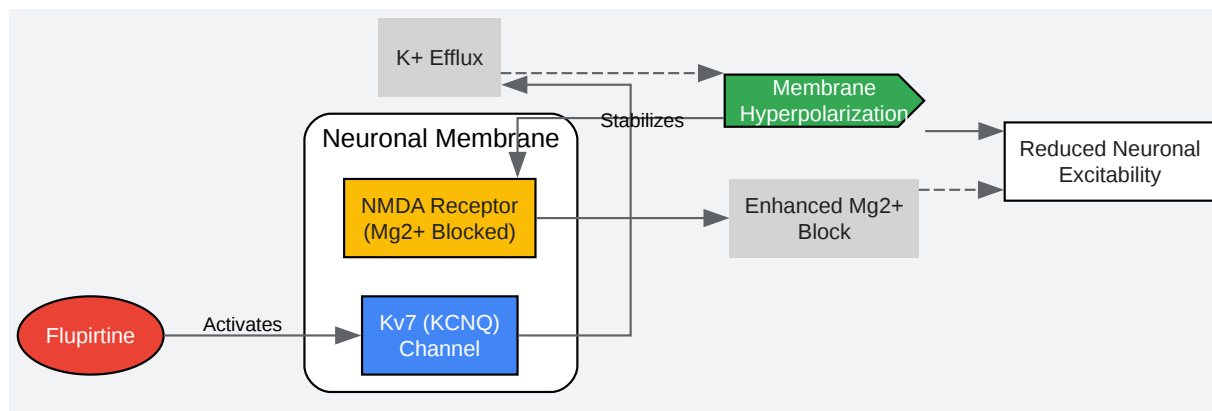 K+ Efflux
Membrane
Hyperpolarization
Stabilizes
Neuronal Membrane
Reduced Neuronal
Excitability
NMDA Receptor
(Mg2+ Blocked)
Enhanced Mg2+
Block
Flupirtine
Activates
Kv7 (KCNQ)
Channel